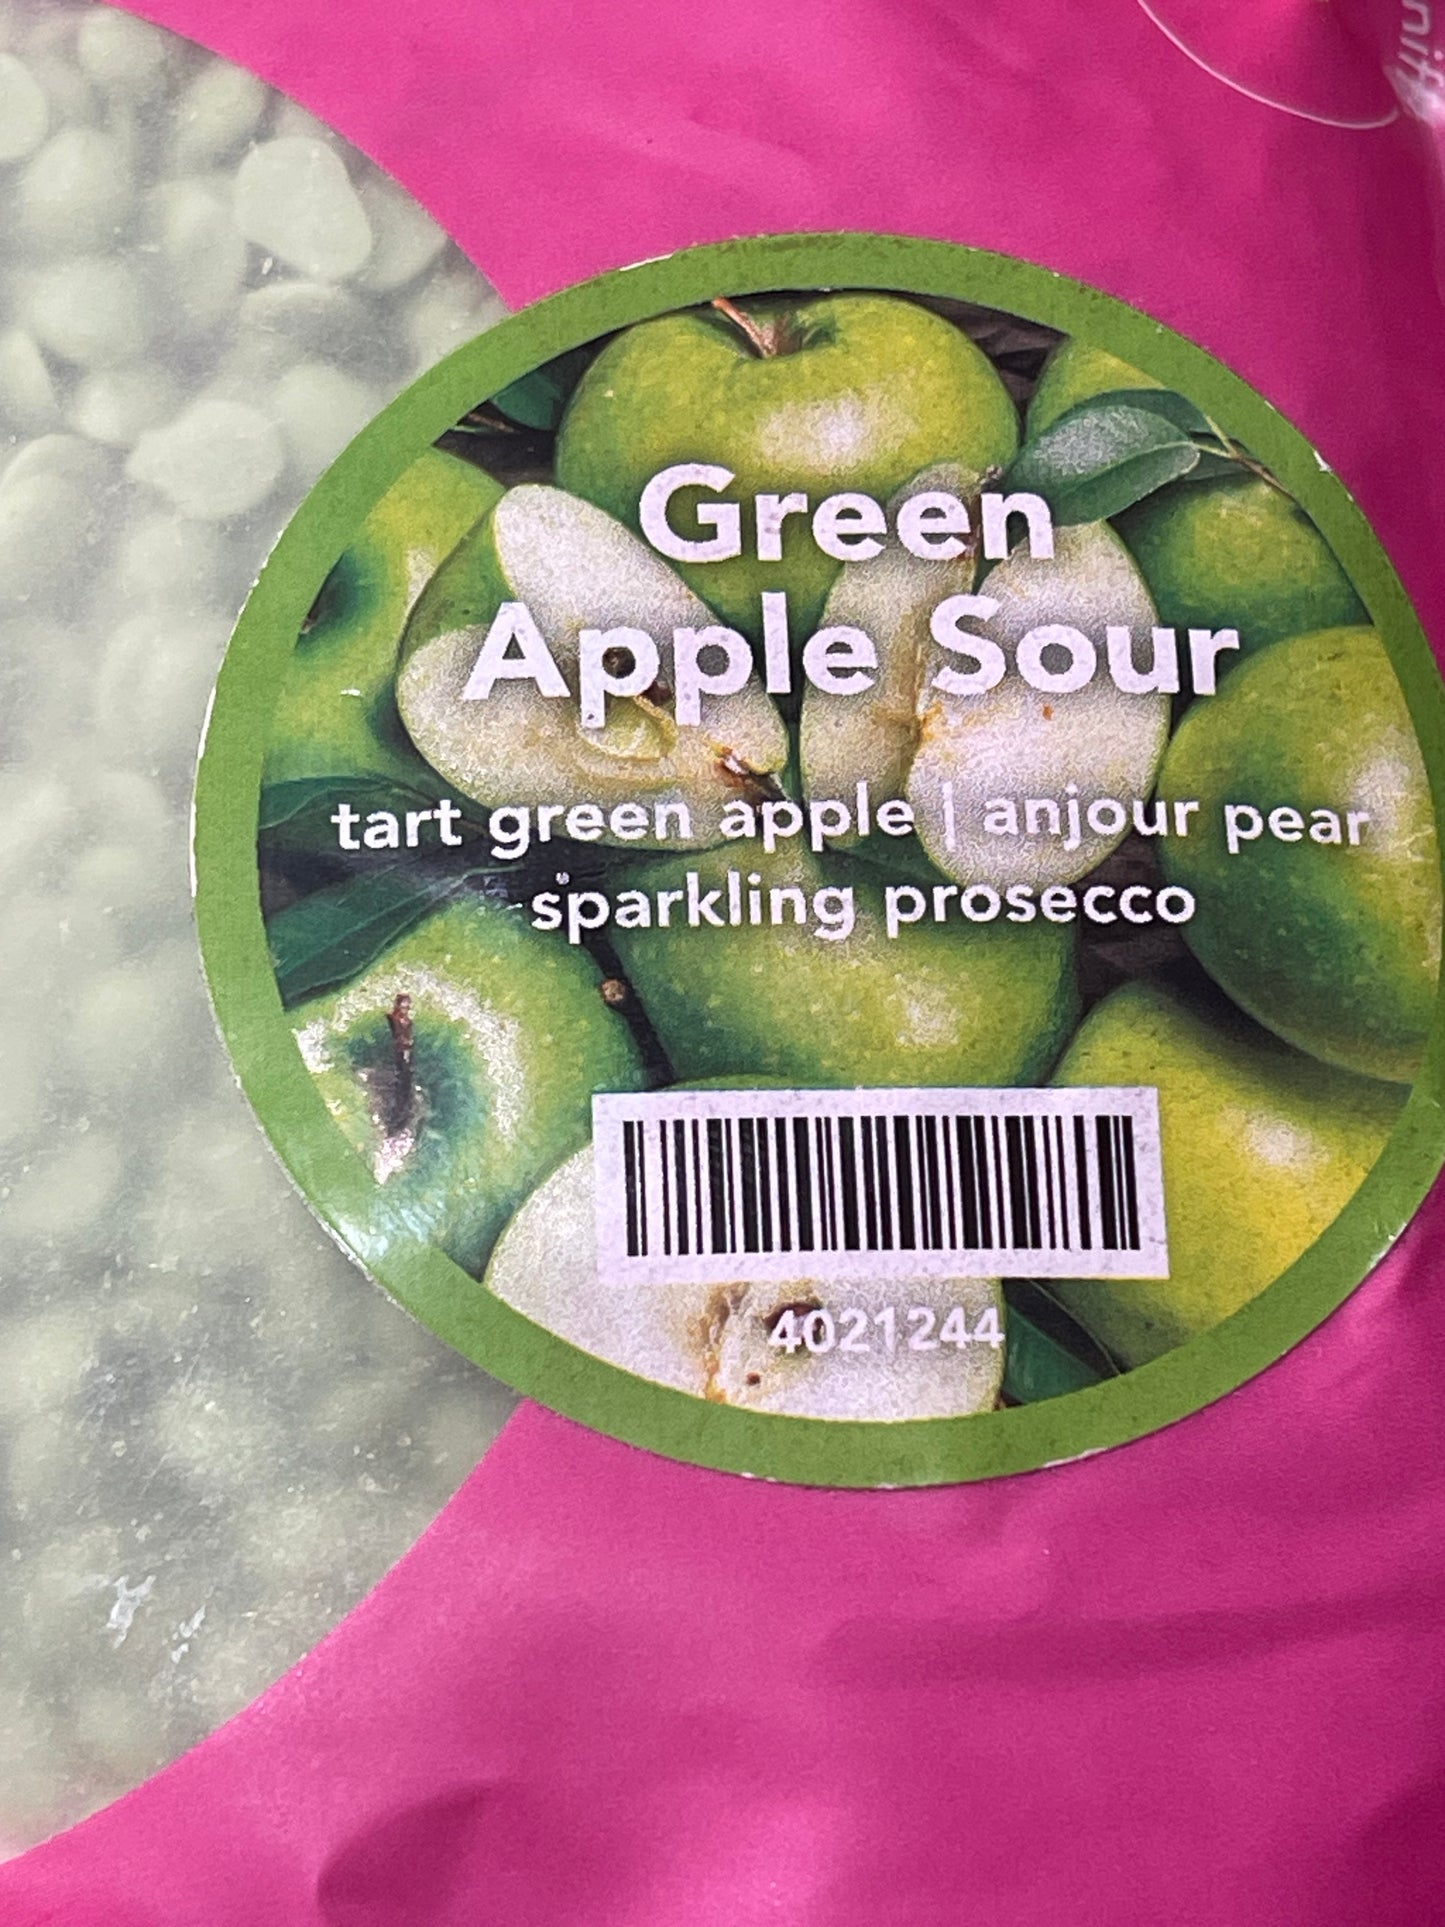 Green
Apple Sour
tart green apple | anjour pear
sparkling prosecco
4021244